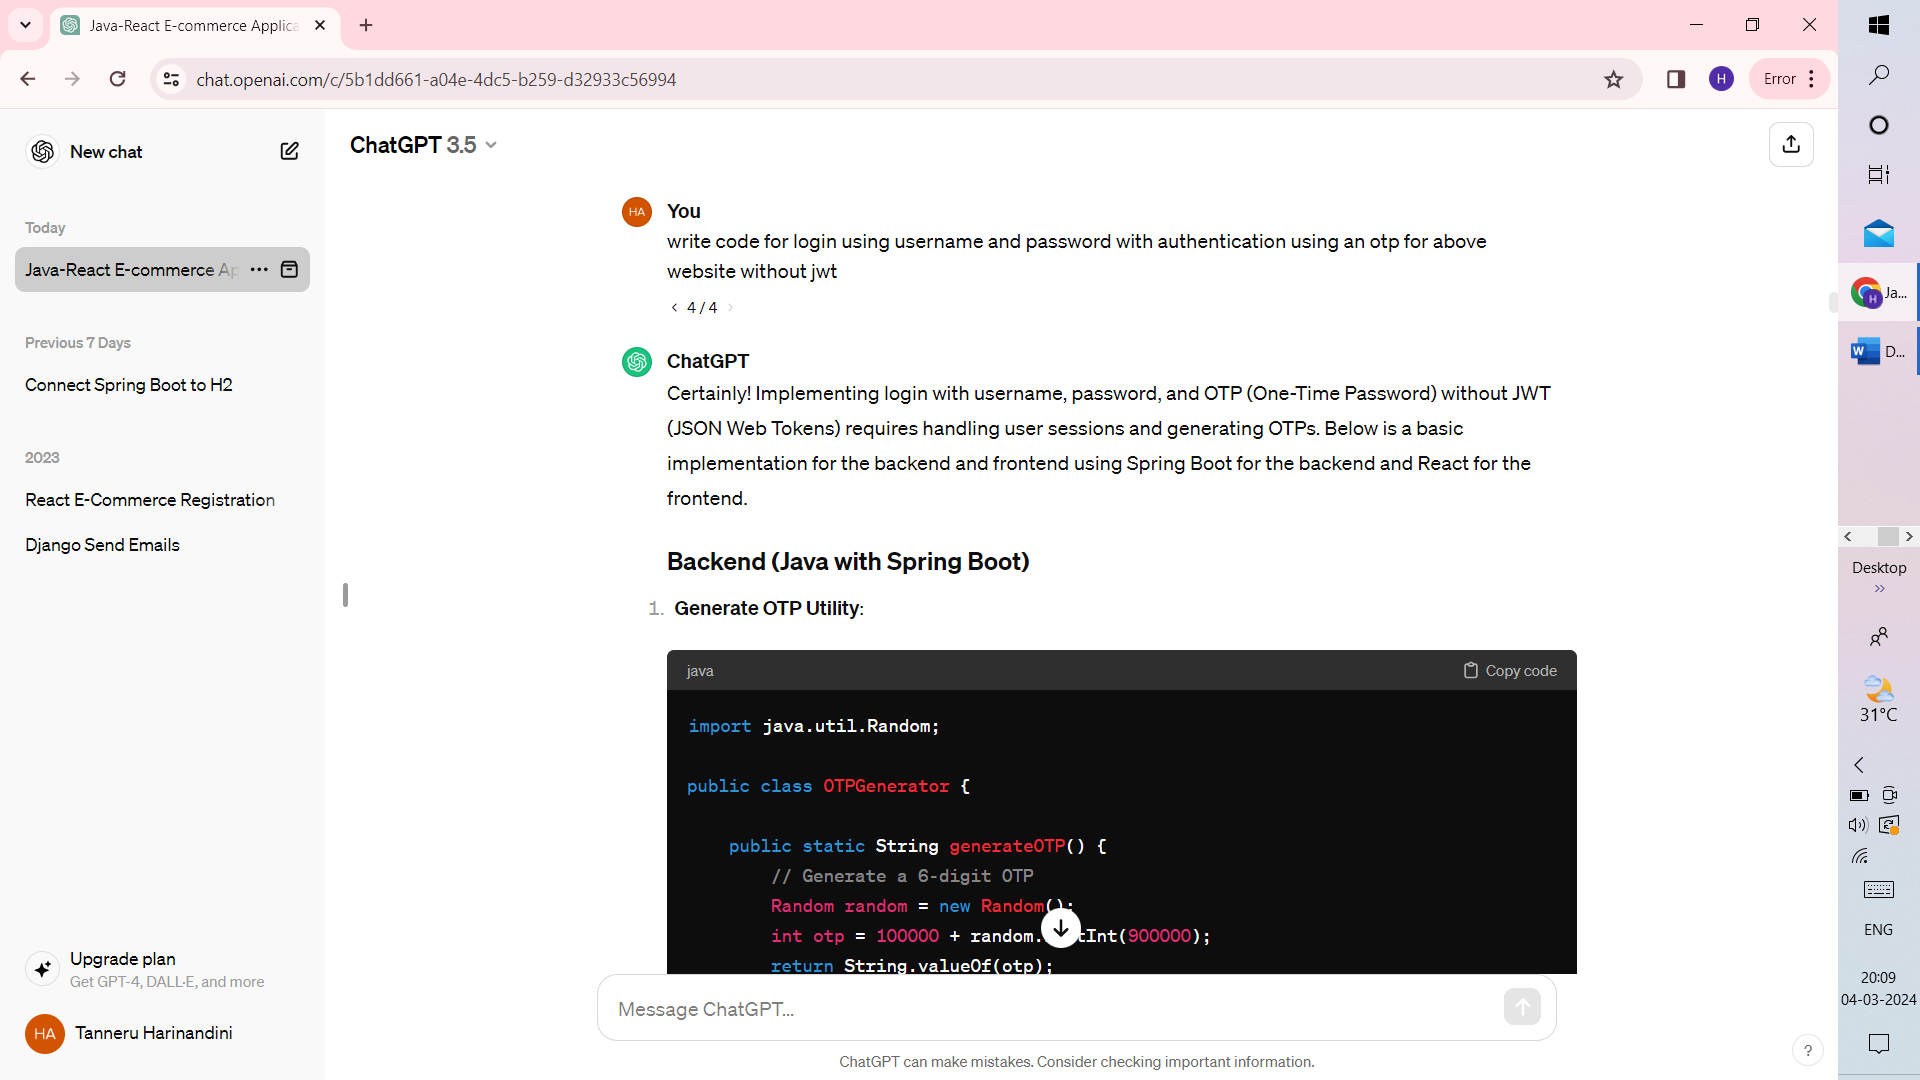 Java-React E-commerce Applica
chat.openai.com/c/5b1dd661-a04e-4dc5-b259-d32933c56994
H
Error
New chat
Today
Java-React E-commerce Ap
Previous 7 Days
Connect Spring Boot to H2
2023
React E-Commerce Registration
Django Send Emails
Upgrade plan
Get GPT-4, DALL·E, and more
HA
Tanneru Harinandini
ChatGPT 3.5
HA
You
write code for login using username and password with authentication using an otp for above
website without jwt
4 / 4
ChatGPT
Certainly! Implementing login with username, password, and OTP (One-Time Password) without JWT
(JSON Web Tokens) requires handling user sessions and generating OTPs. Below is a basic
implementation for the backend and frontend using Spring Boot for the backend and React for the
frontend.
Backend (Java with Spring Boot)
1. Generate OTP Utility:
java
Copy code
import java.util.Random;
public class OTPGenerator {
public static String generateOTP() {
// Generate a 6-digit OTP
Random random = new Random();
int otp = 100000 + random. tInt(900000);
return String.valueOf(otp);
Message ChatGPT...
ChatGPT can make mistakes. Consider checking important information.
?
H
Ja...
W
D...
Desktop
31°C
ENG
20:09
04-03-2024